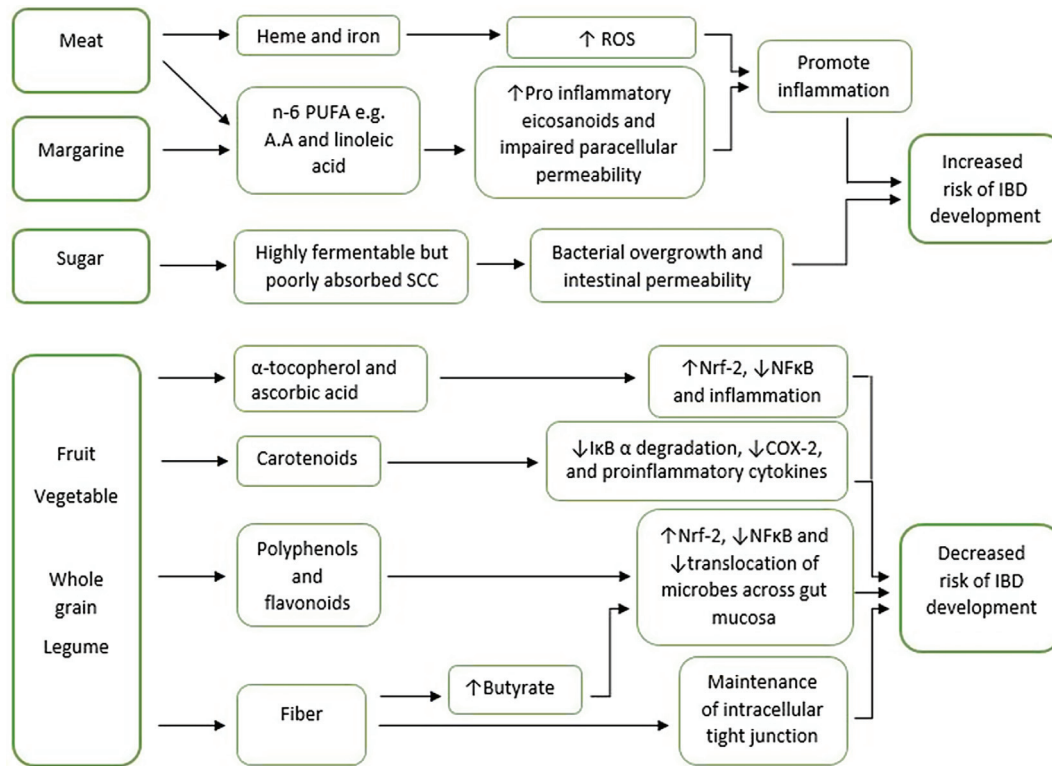 Meat
Heme and iron
↑ ROS
Promote
inflammation
Margarine
n-6 PUFA e.g.
A.A and linoleic
acid
↑Pro inflammatory
eicosanoids and
impaired paracellular
permeability
Increased
risk of IBD
development
Sugar
Highly fermentable but
poorly absorbed SCC
Bacterial overgrowth and
intestinal permeability
Fruit
Vegetable
Whole
grain
Legume
α-tocopherol and
ascorbic acid
↑Nrf-2, ↓NFκB
and inflammation
Carotenoids
↓IκB α degradation, ↓COX-2,
and proinflammatory cytokines
Polyphenols
and
flavonoids
↑Nrf-2, ↓NFκB and
↓translocation of
microbes across gut
mucosa
Decreased
risk of IBD
development
Fiber
↑Butyrate
Maintenance
of intracellular
tight junction